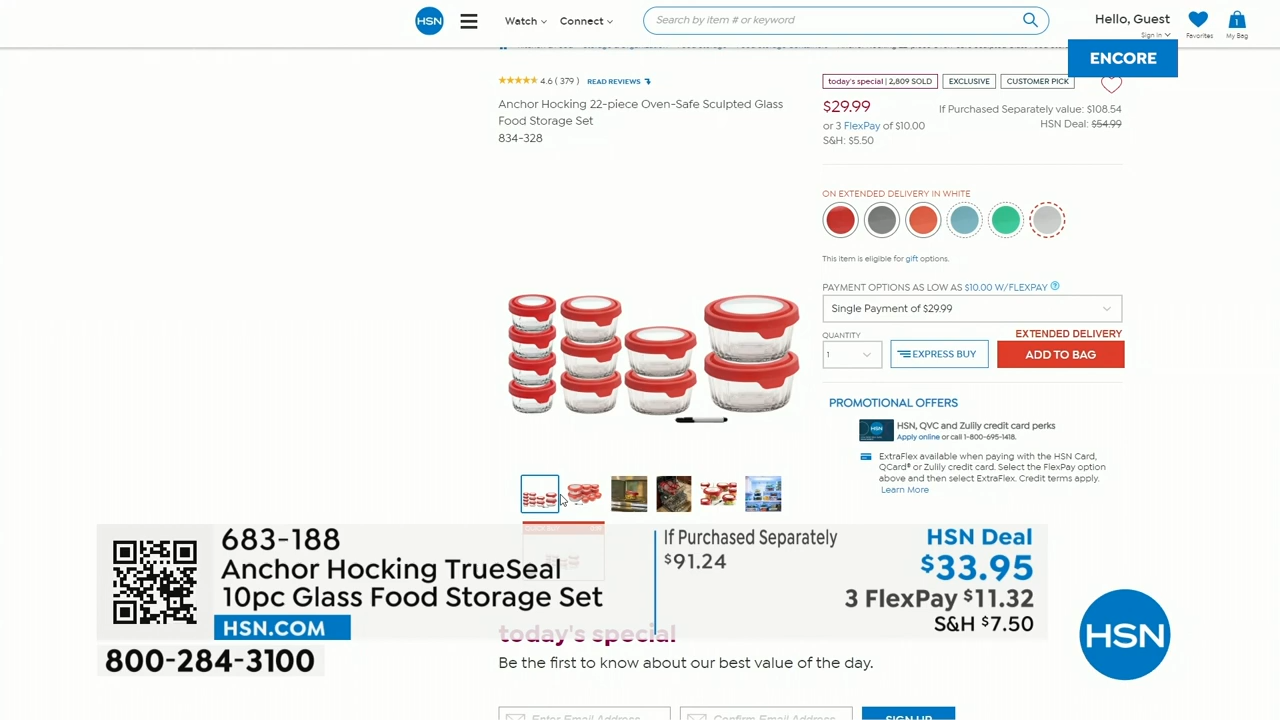 HSN
Watch
Connect
Search by item # or keyword
Hello, Guest
Sign in
Favorites
1
My Bag
ENCORE
4.6 ( 379 ) READ REVIEWS
today's special | 2,809 SOLD
EXCLUSIVE
CUSTOMER PICK
Anchor Hocking 22-piece Oven-Safe Sculpted Glass
Food Storage Set
834-328
$29.99
or 3 FlexPay of $10.00
S&H: $5.50
If Purchased Separately value: $108.54
HSN Deal: $54.99
ON EXTENDED DELIVERY IN WHITE
This item is eligible for gift options.
PAYMENT OPTIONS AS LOW AS $10.00 W/FLEXPAY
Single Payment of $29.99
QUANTITY
EXTENDED DELIVERY
1
EXPRESS BUY
ADD TO BAG
PROMOTIONAL OFFERS
HSN, QVC and Zulily credit card perks
Apply online or call 1-800-695-1418.
ExtraFlex available when paying with the HSN Card,
QCard® or Zulily credit card. Select the FlexPay option
above and then select ExtraFlex. Credit terms apply.
Learn More
683-188
Anchor Hocking TrueSeal
10pc Glass Food Storage Set
HSN.COM
800-284-3100
If Purchased Separately
$91.24
HSN Deal
$33.95
3 FlexPay $11.32
S&H $7.50
HSN
today's special
Be the first to know about our best value of the day.
Enter Email Address
Confirm Email Address
SIGN UP